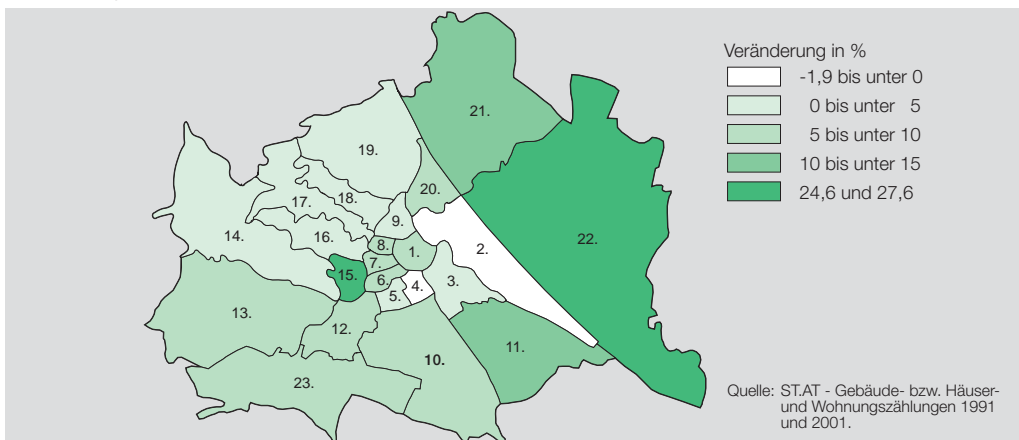 Veränderung in %
-1,9 bis unter 0
0 bis unter 5
5 bis unter 10
10 bis unter 15
24,6 und 27,6
21.
19.
20.
18.
17.
9.
16.
14.
8.
1.
2.
22.
7.
15.
6.
4.
3.
5.
13.
12.
10.
11.
23.
Quelle: ST.AT - Gebäude- bzw. Häuser-
und Wohnungszählungen 1991
und 2001.